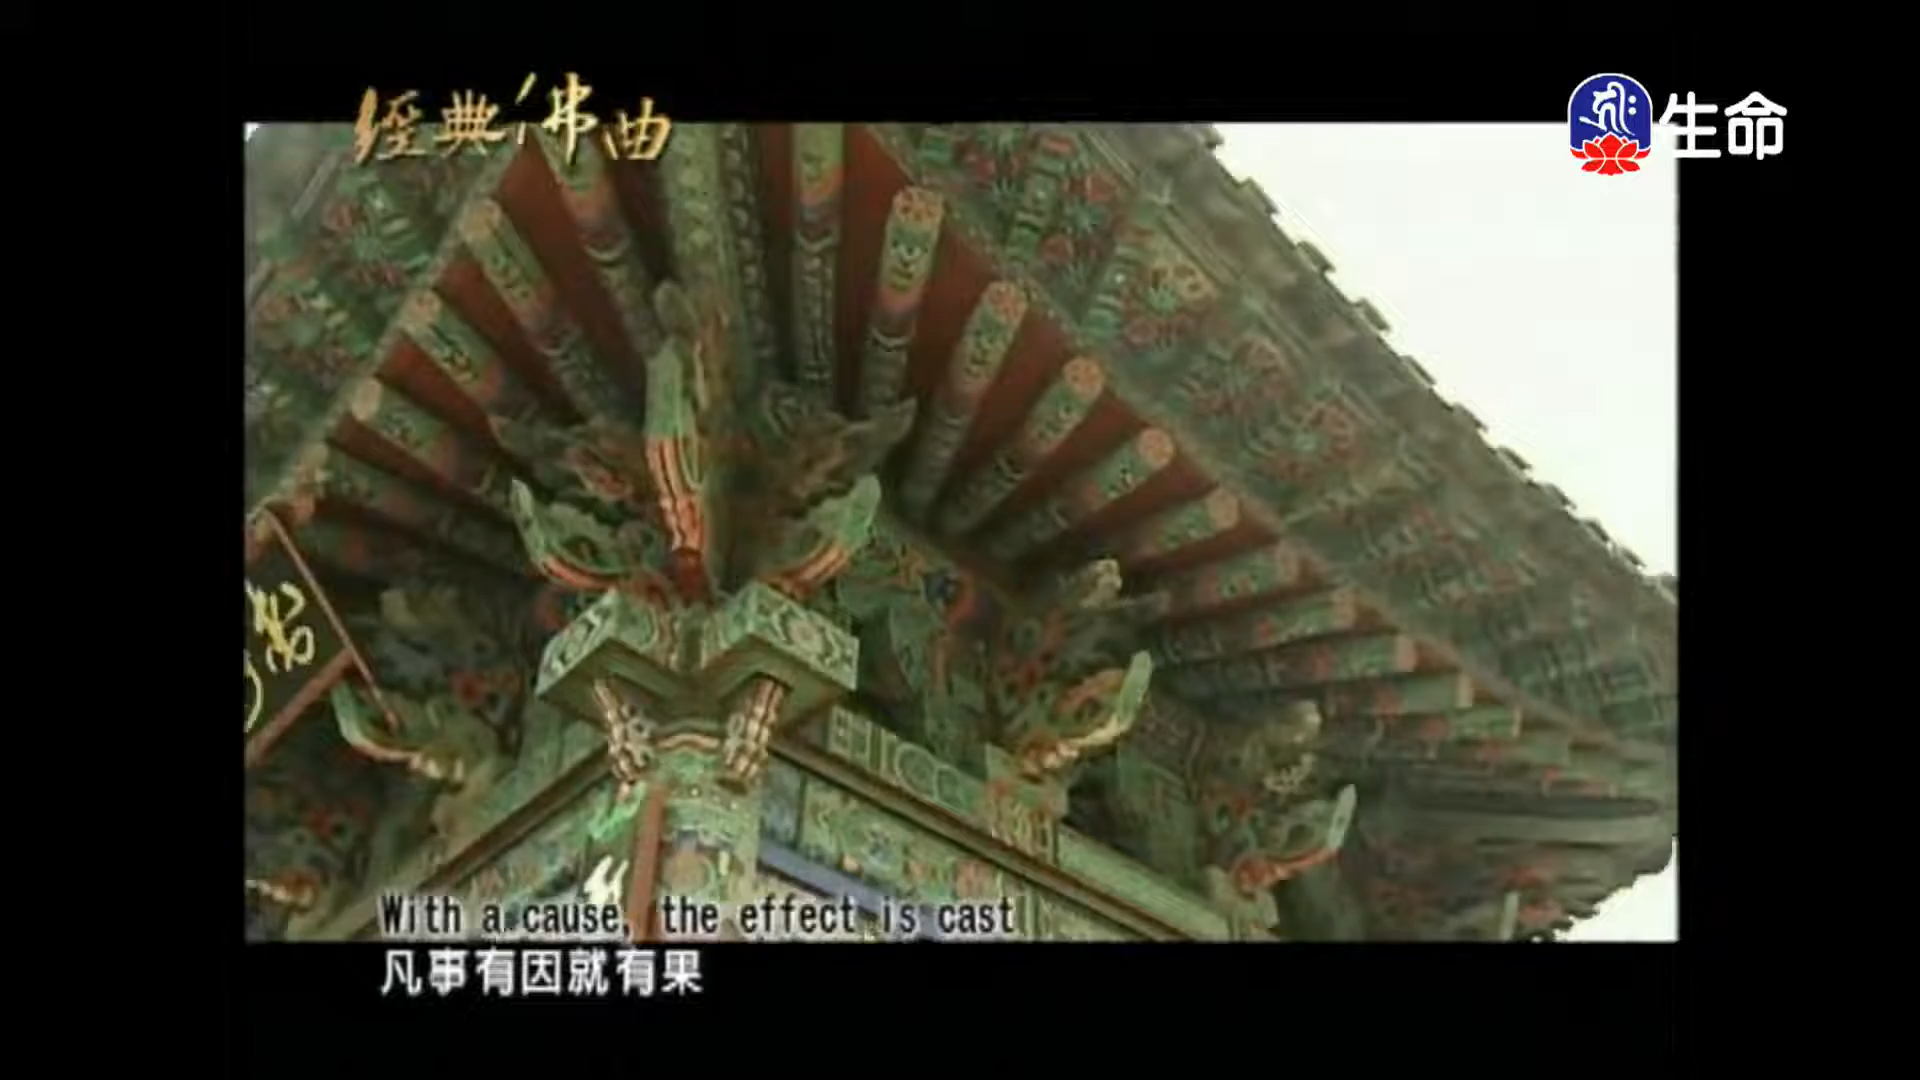 經典佛曲
生命
With a cause, the effect is cast
凡事有因就有果